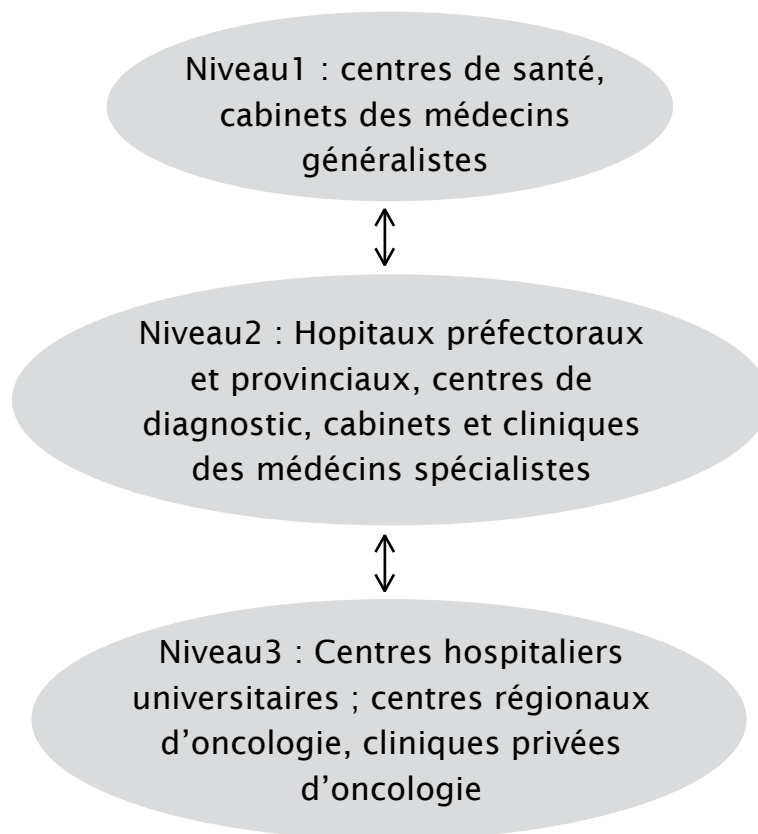 Niveau1 : centres de santé,
cabinets des médecins
généralistes
Niveau2 : Hopitaux préfectoraux
et provinciaux, centres de
diagnostic, cabinets et cliniques
des médécins spécialistes
Niveau3 : Centres hospitaliers
universitaires ; centres régionaux
d’oncologie, cliniques privées
d’oncologie